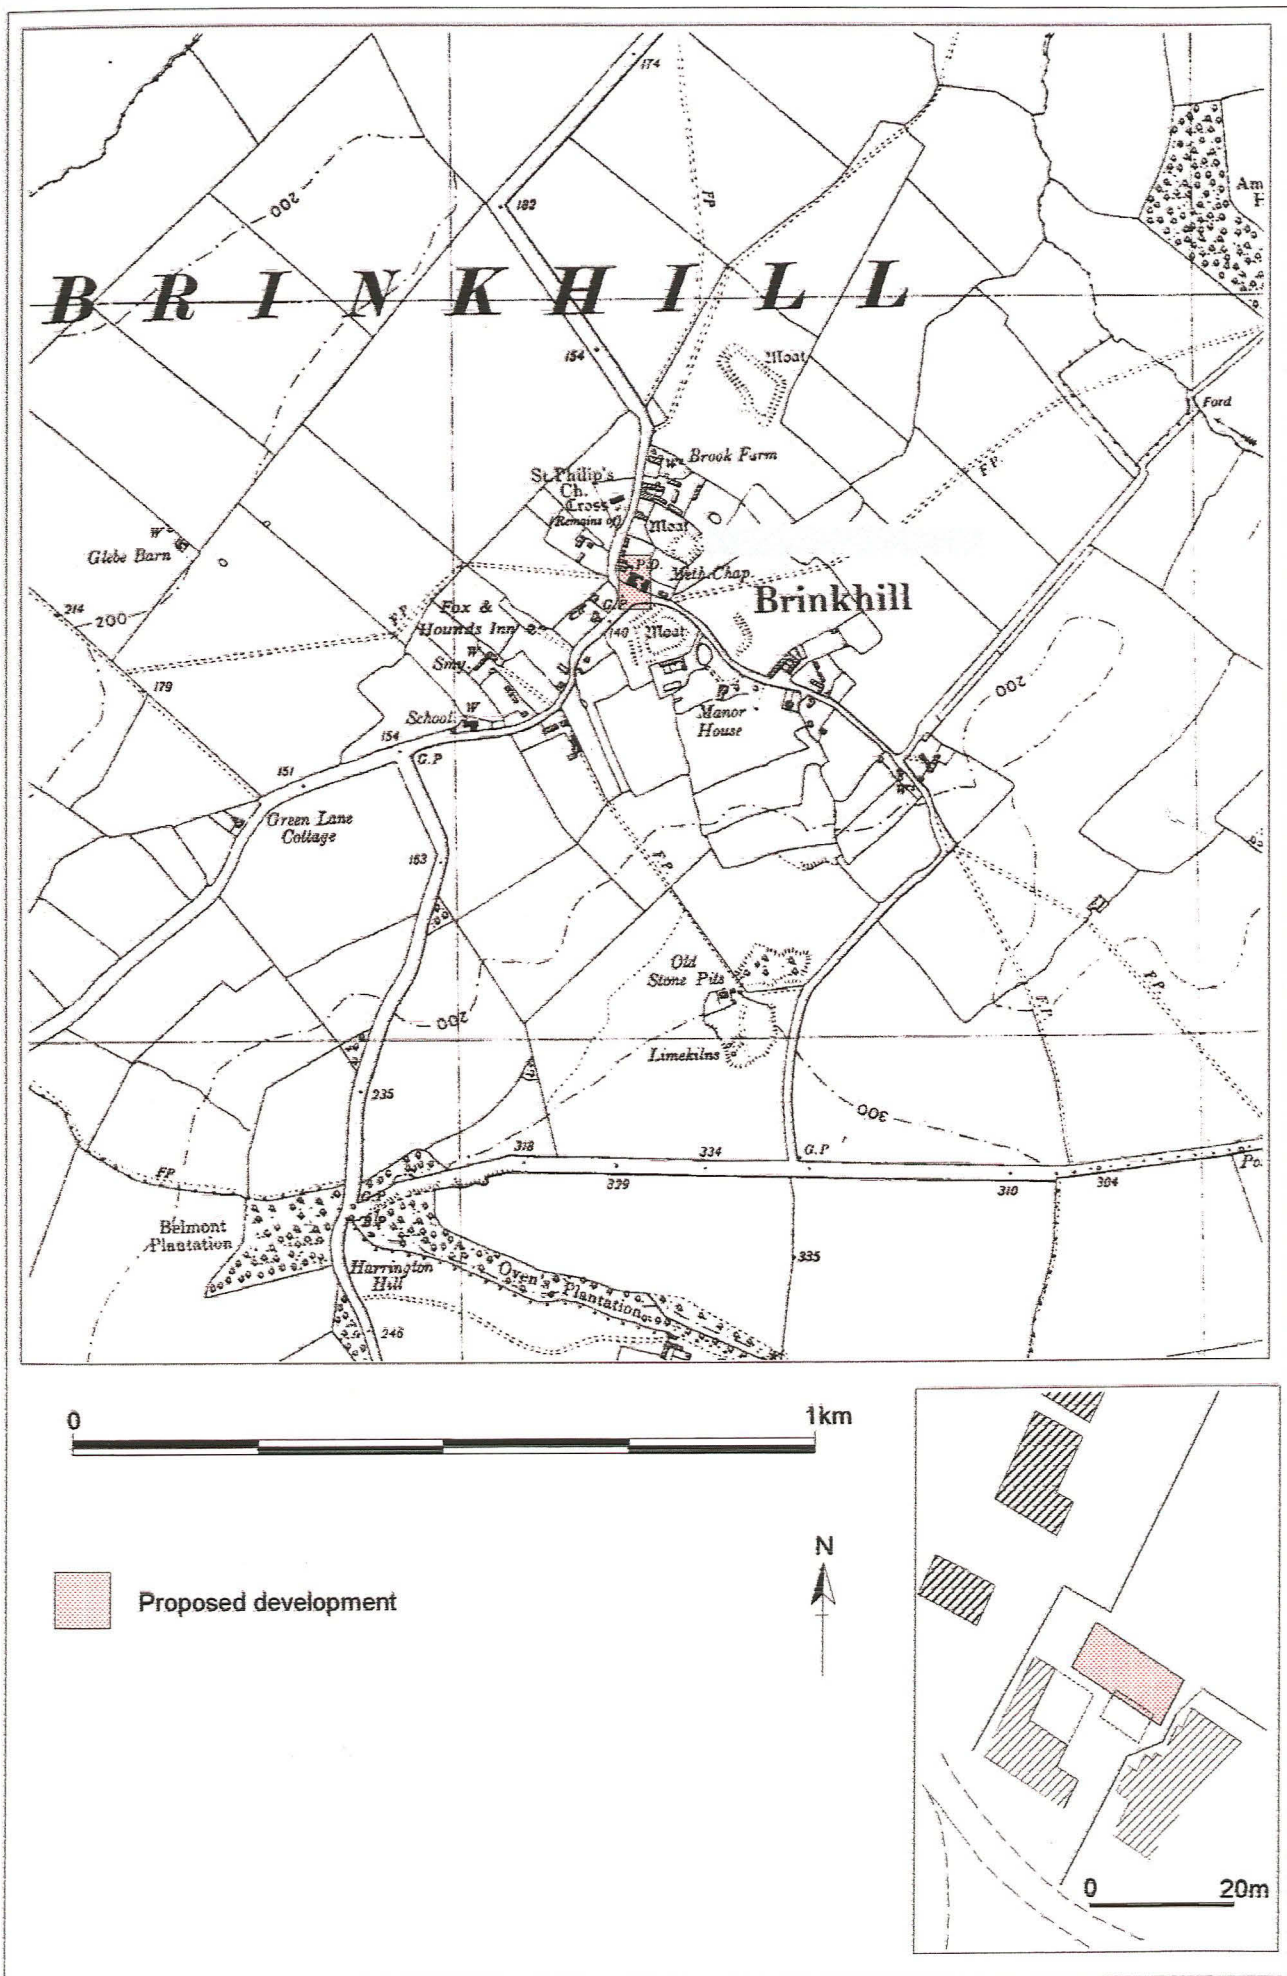 174
FP
Am
200
182
BRINKHILL
154
Moat
Ford
F.P.
Brook Farm
W
St. Philip's
Ch.
Cross
(Remains of)
Moat
W
Glebe Barn
P.O.
Meth. Chap.
Brinkhill
214
200
F.P.
Fox &
Hounds Inn
G.P.
140
Moat
W
Smy.
179
200
School
W
Manor
House
154
G.P
151
W
Green Lane
Cottage
163
F.P.
Old
Stone Pits
F.P.
F.P.
200
Limekilns
235
300
318
334
G.P
FP
329
310
304
Po.
G.P.
Belmont
Plantation
335
Harrington
Hill
Oven's Plantation
246
0
1km
N
Proposed development
0
20m